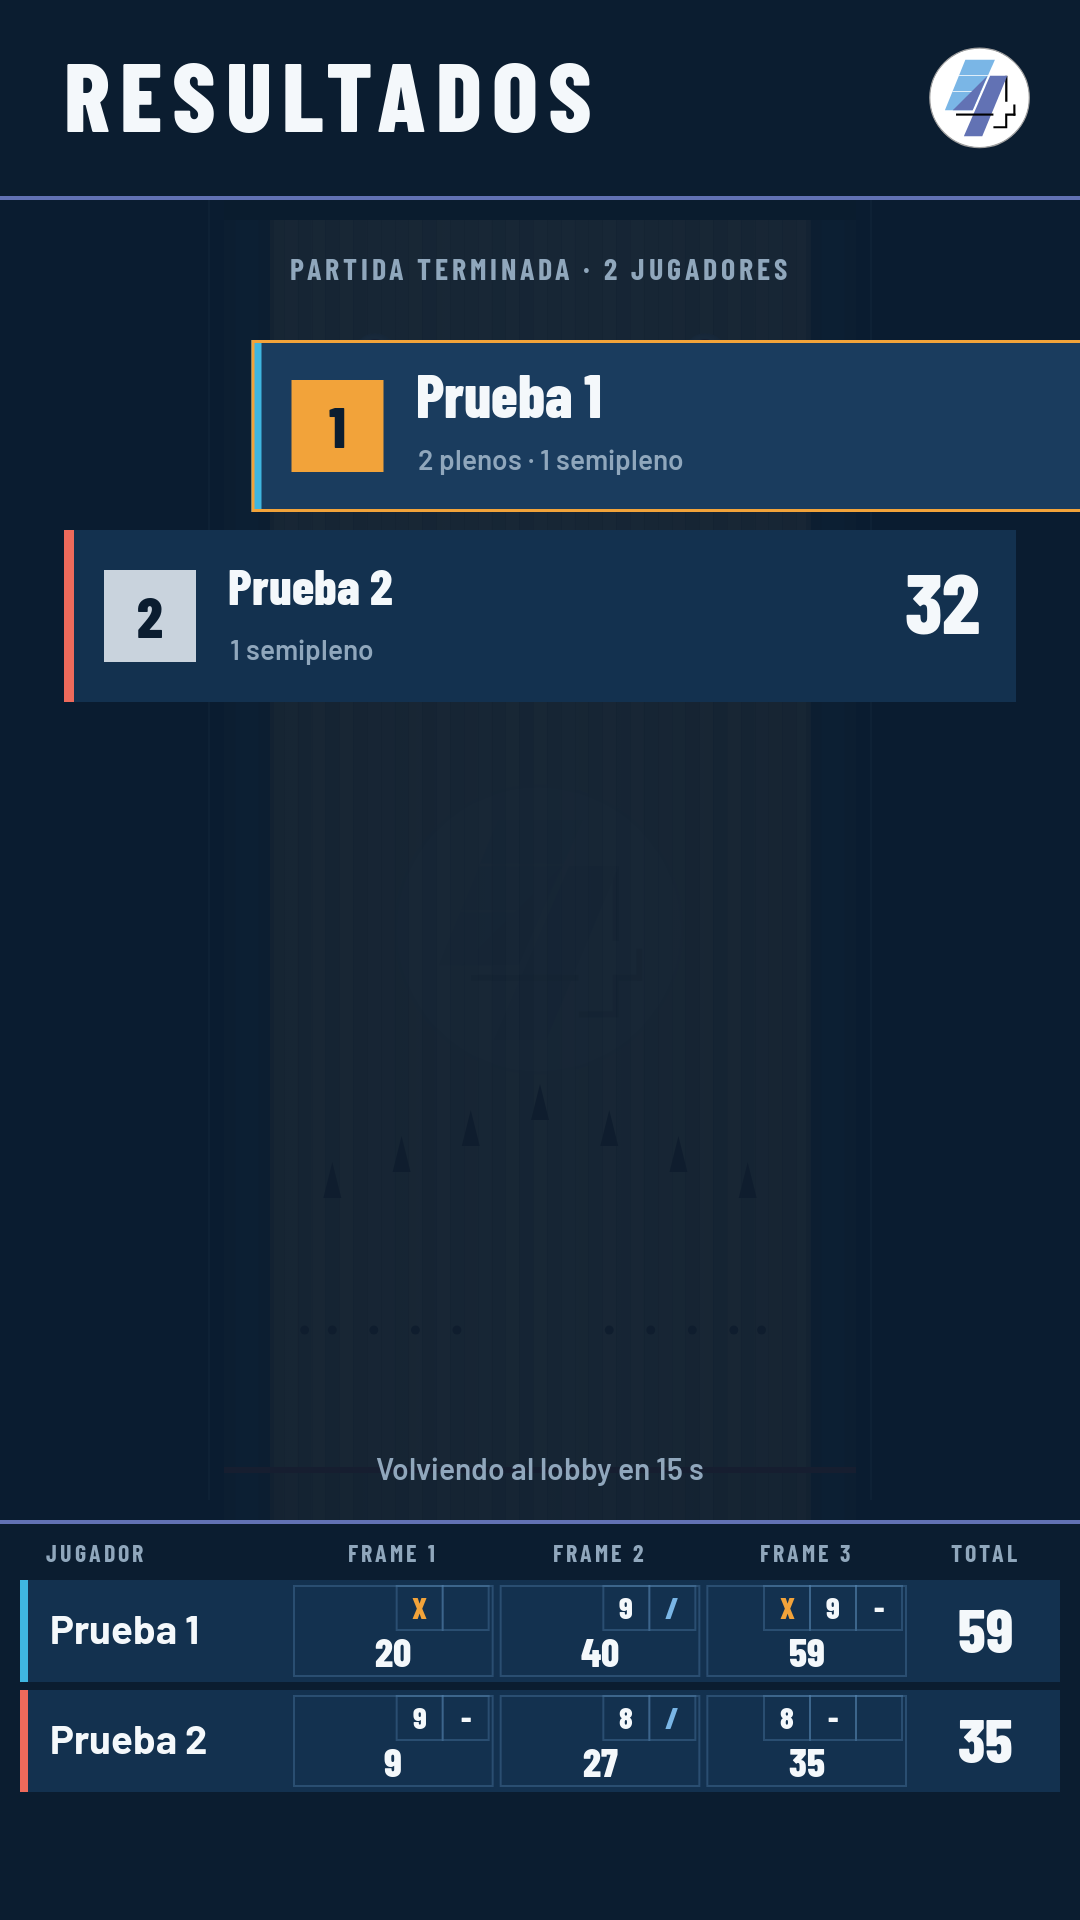 RESULTADOS
PARTIDA TERMINADA · 2 JUGADORES
1
Prueba 1
2 plenos · 1 semipleno
2
Prueba 2
1 semipleno
32
Volviendo al lobby en 15 s
JUGADOR FRAME 1 FRAME 2 FRAME 3 TOTAL
X 9 / X 9 -
Prueba 1 20 40 59 59
9 - 8 / 8 -
Prueba 2 9 27 35 35